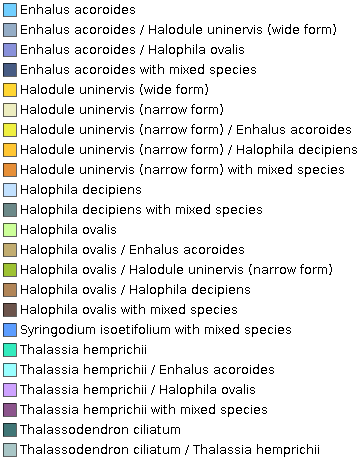 Enhalus acoroides
Enhalus acoroides / Halodule uninervis (wide form)
Enhalus acoroides / Halophila ovalis
Enhalus acoroides with mixed species
Halodule uninervis (wide form)
Halodule uninervis (narrow form)
Halodule uninervis (narrow form) / Enhalus acoroides
Halodule uninervis (narrow form) / Halophila decipiens
Halodule uninervis (narrow form) with mixed species
Halophila decipiens
Halophila decipiens with mixed species
Halophila ovalis
Halophila ovalis / Enhalus acoroides
Halophila ovalis / Halodule uninervis (narrow form)
Halophila ovalis / Halophila decipiens
Halophila ovalis with mixed species
Syringodium isoetifolium with mixed species
Thalassia hemprichii
Thalassia hemprichii / Enhalus acoroides
Thalassia hemprichii / Halophila ovalis
Thalassia hemprichii with mixed species
Thalassodendron ciliatum
Thalassodendron ciliatum / Thalassia hemprichii